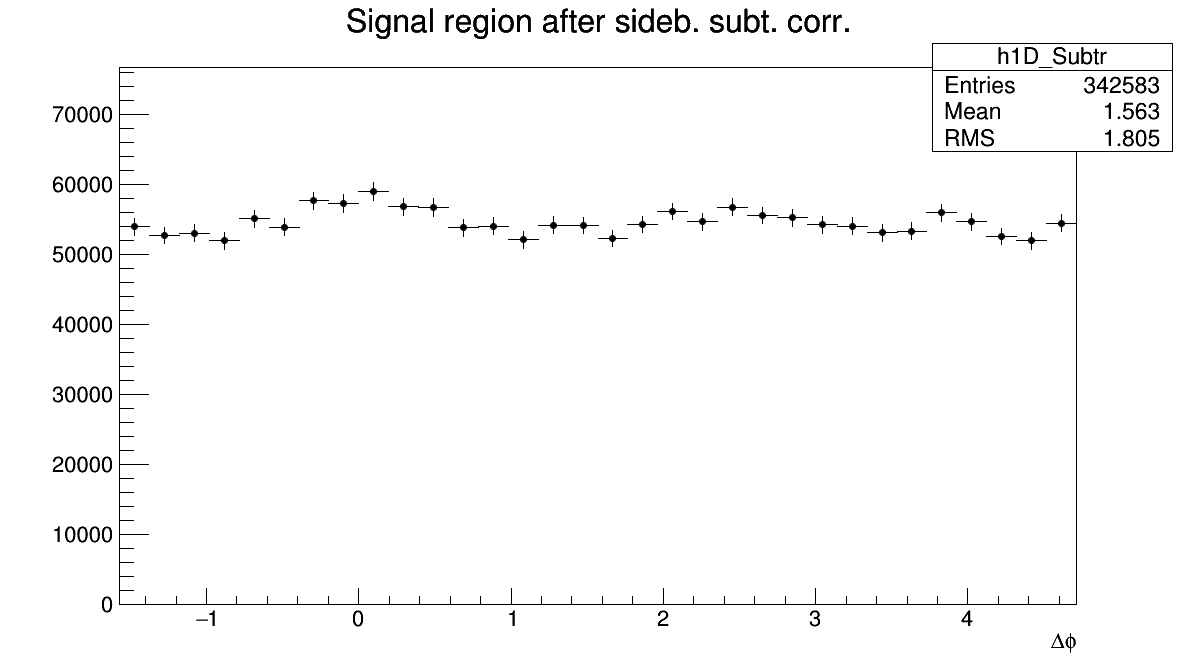 Signal region after sideb. subt. corr.
h1D_Subtr
Entries 342583
Mean 1.563
RMS 1.805
70000
60000
50000
40000
30000
20000
10000
0
−1 0 1 2 3 4
Δϕ